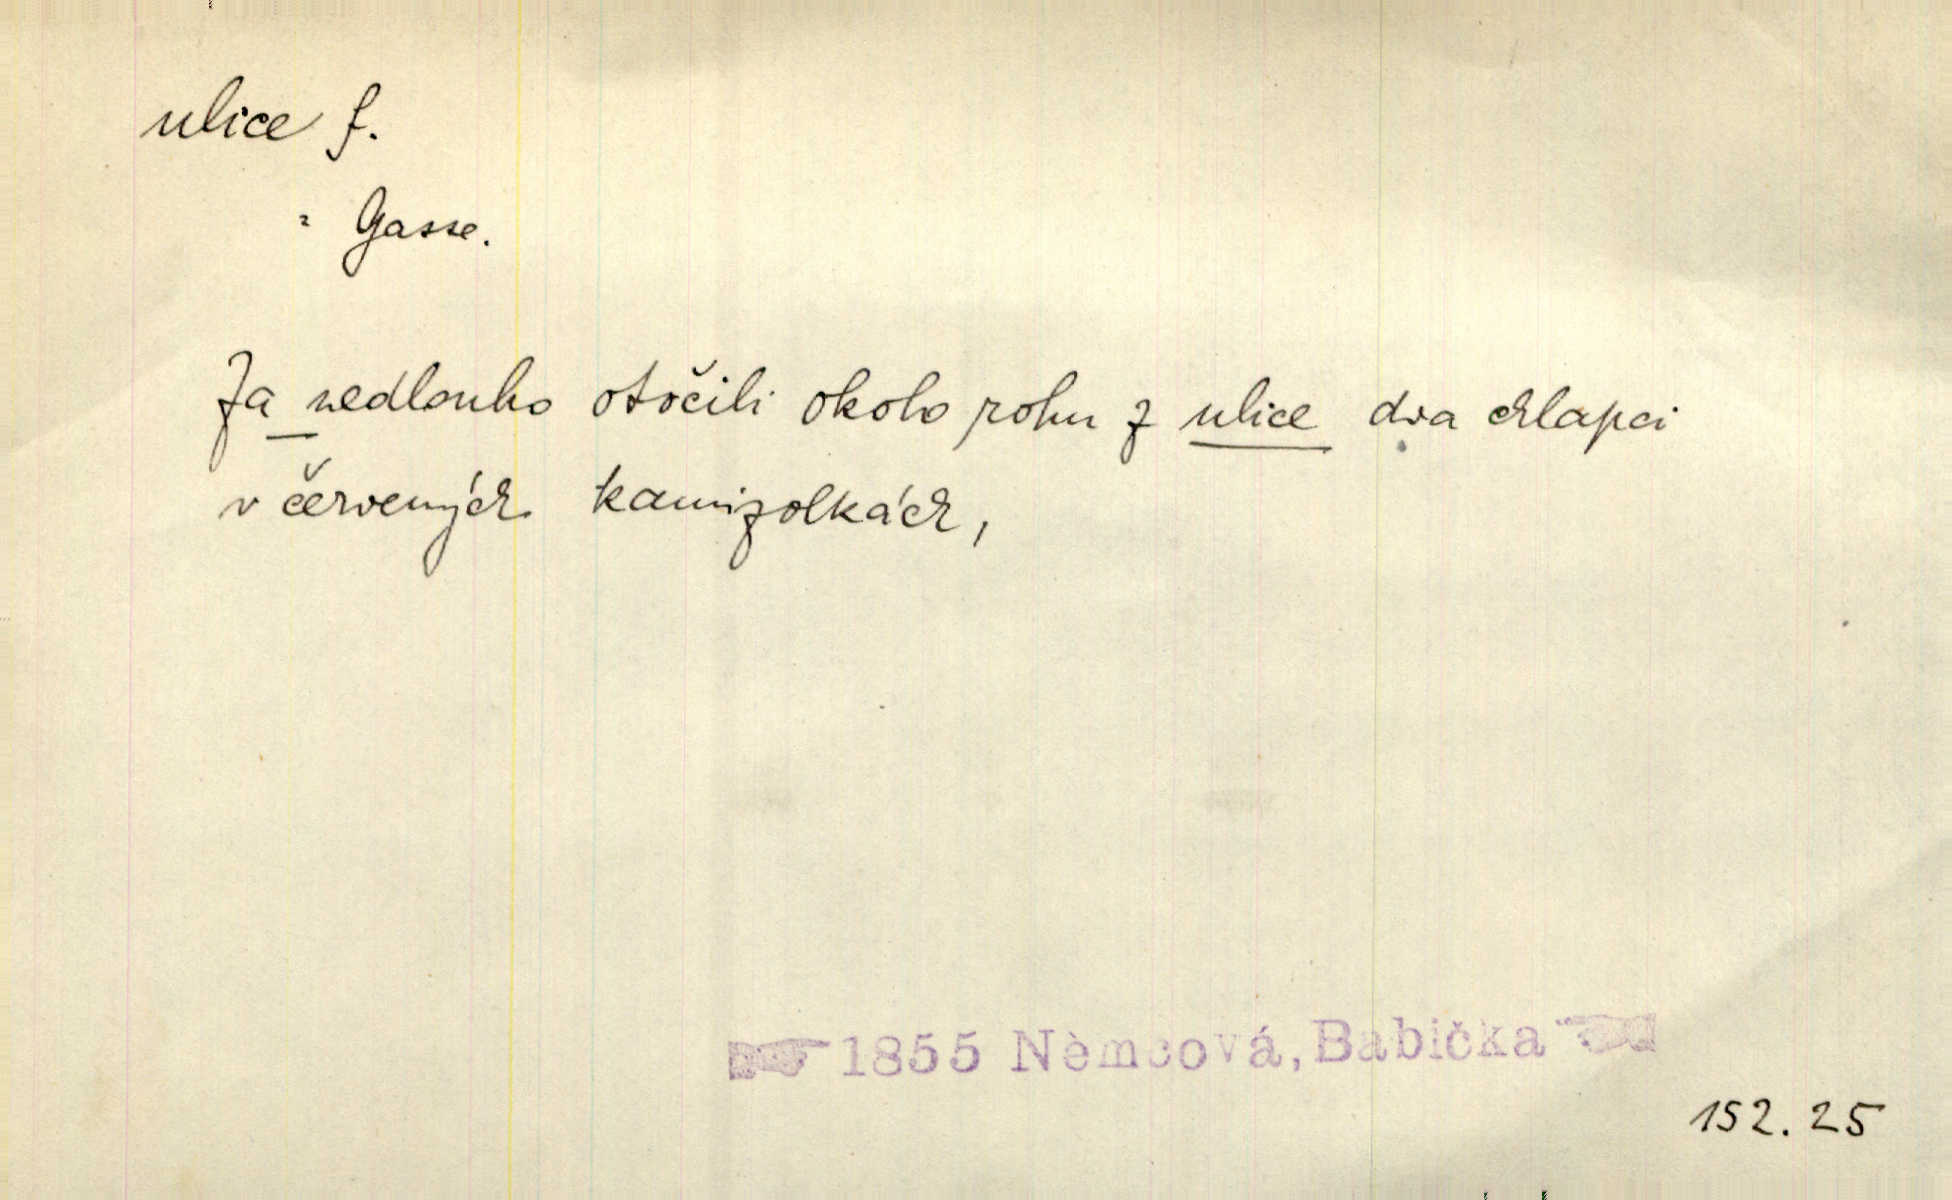 ulice f.
= Gasse.
Za nedlouho otočili okolo rohu z ulice dva chlapci
v červených kamizolkách,
1855 Němcová, Babička
152.25